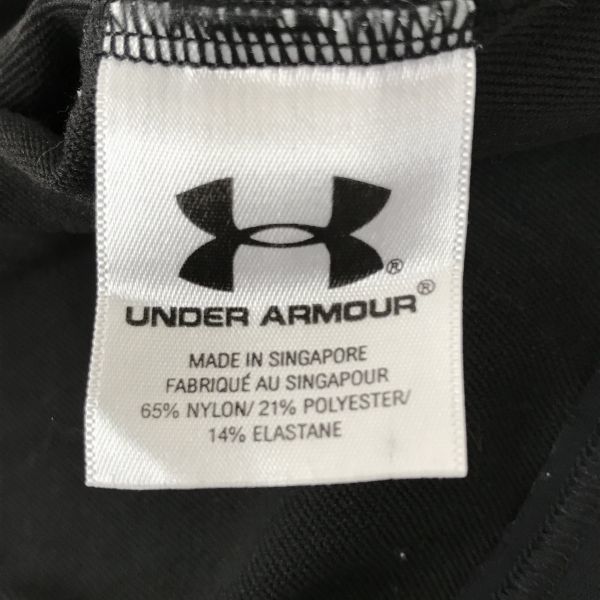 ®
UNDER ARMOUR®
MADE IN SINGAPORE
FABRIQUÉ AU SINGAPOUR
65% NYLON/ 21% POLYESTER/
14% ELASTANE